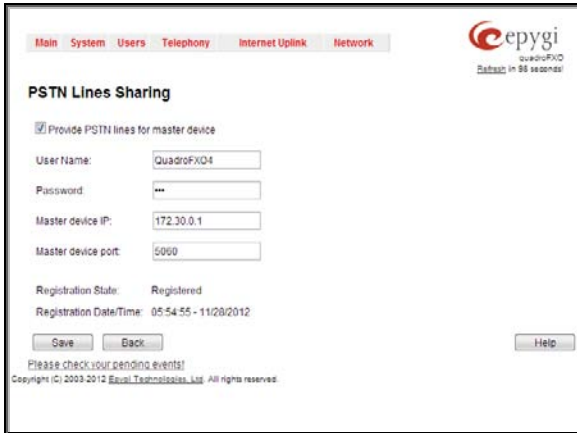 Main System Users Telephony Internet Uplink Network
epygi
quadroFXO
Refresh in 96 seconds!
PSTN Lines Sharing
Provide PSTN lines for master device
User Name: QuadroFXO4
Password: •••
Master device IP: 172.30.0.1
Master device port: 5060
Registration State: Registered
Registration Date/Time: 05:54:55 - 11/28/2012
Save Back Help
Please check your pending events!
Copyright (C) 2003-2012 Epygi Technologies, Ltd. All rights reserved.